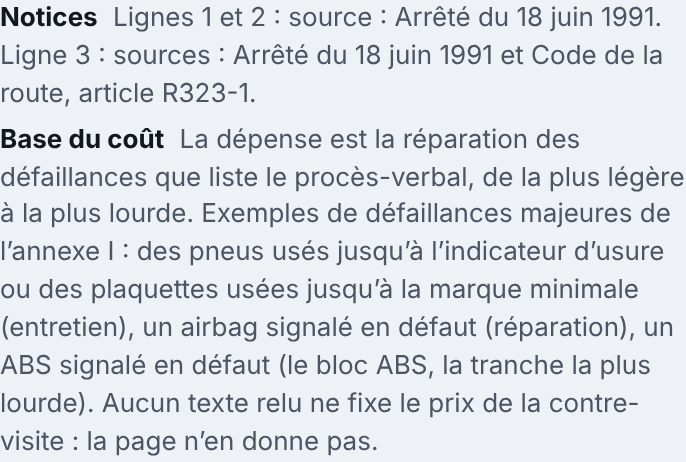 Notices Lignes 1 et 2 : source : Arrêté du 18 juin 1991.
Ligne 3 : sources : Arrêté du 18 juin 1991 et Code de la
route, article R323-1.
Base du coût La dépense est la réparation des
défaillances que liste le procès-verbal, de la plus légère
à la plus lourde. Exemples de défaillances majeures de
l’annexe I : des pneus usés jusqu’à l’indicateur d’usure
ou des plaquettes usées jusqu’à la marque minimale
(entretien), un airbag signalé en défaut (réparation), un
ABS signalé en défaut (le bloc ABS, la tranche la plus
lourde). Aucun texte relu ne fixe le prix de la contre-
visite : la page n’en donne pas.